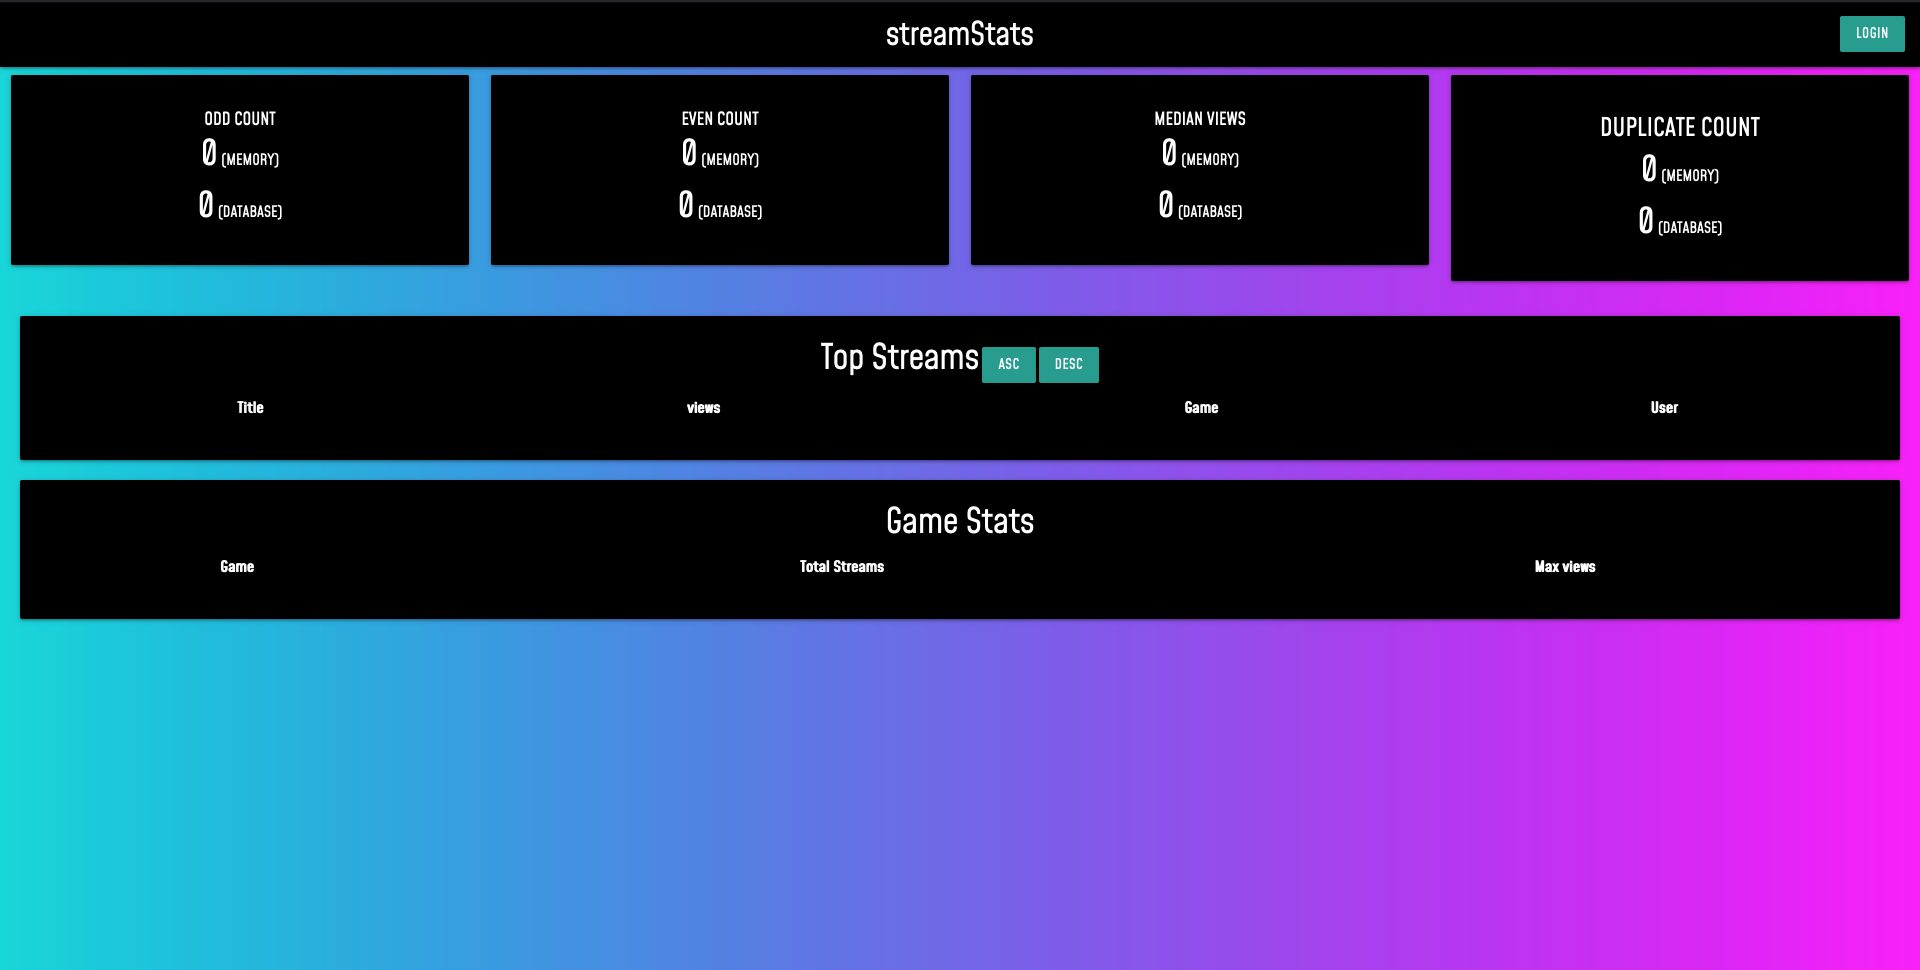 streamStats
LOGIN
ODD COUNT
0 (MEMORY)
0 (DATABASE)
EVEN COUNT
0 (MEMORY)
0 (DATABASE)
MEDIAN VIEWS
0 (MEMORY)
0 (DATABASE)
DUPLICATE COUNT
0 (MEMORY)
0 (DATABASE)
Top Streams ASC DESC
Title views Game User
Game Stats
Game Total Streams Max views